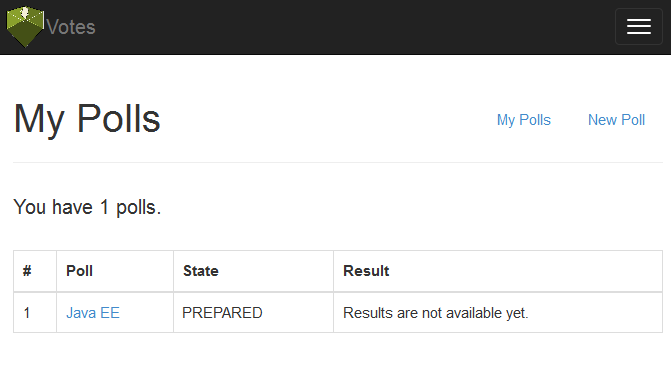 Votes
My Polls
My Polls New Poll
You have 1 polls.
# Poll State Result
1 Java EE PREPARED Results are not available yet.